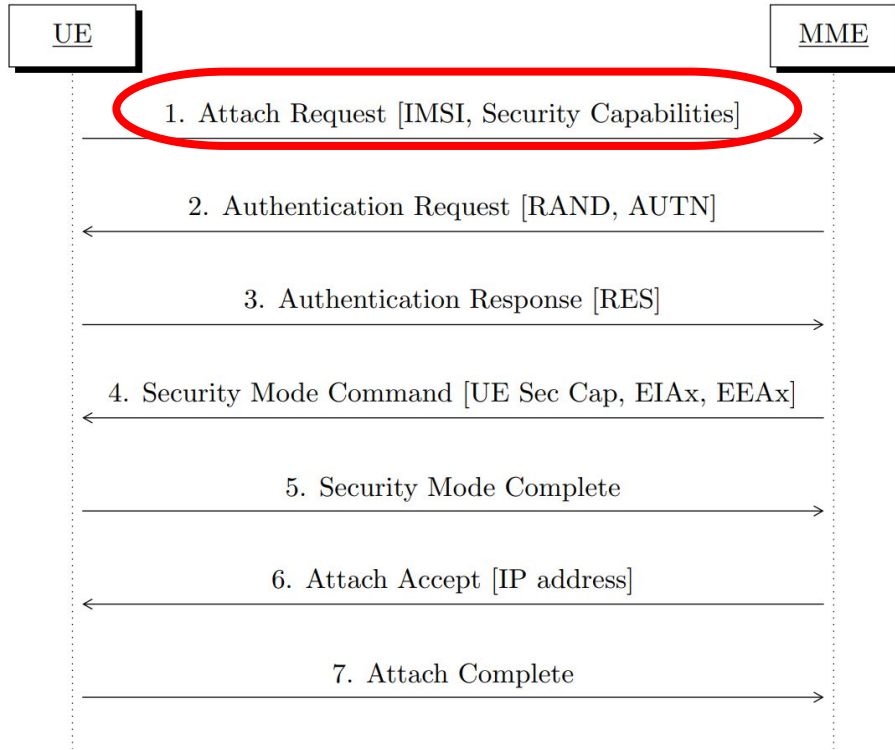 UE
MME
1. Attach Request [IMSI, Security Capabilities]
2. Authentication Request [RAND, AUTN]
3. Authentication Response [RES]
4. Security Mode Command [UE Sec Cap, EIAx, EEAx]
5. Security Mode Complete
6. Attach Accept [IP address]
7. Attach Complete